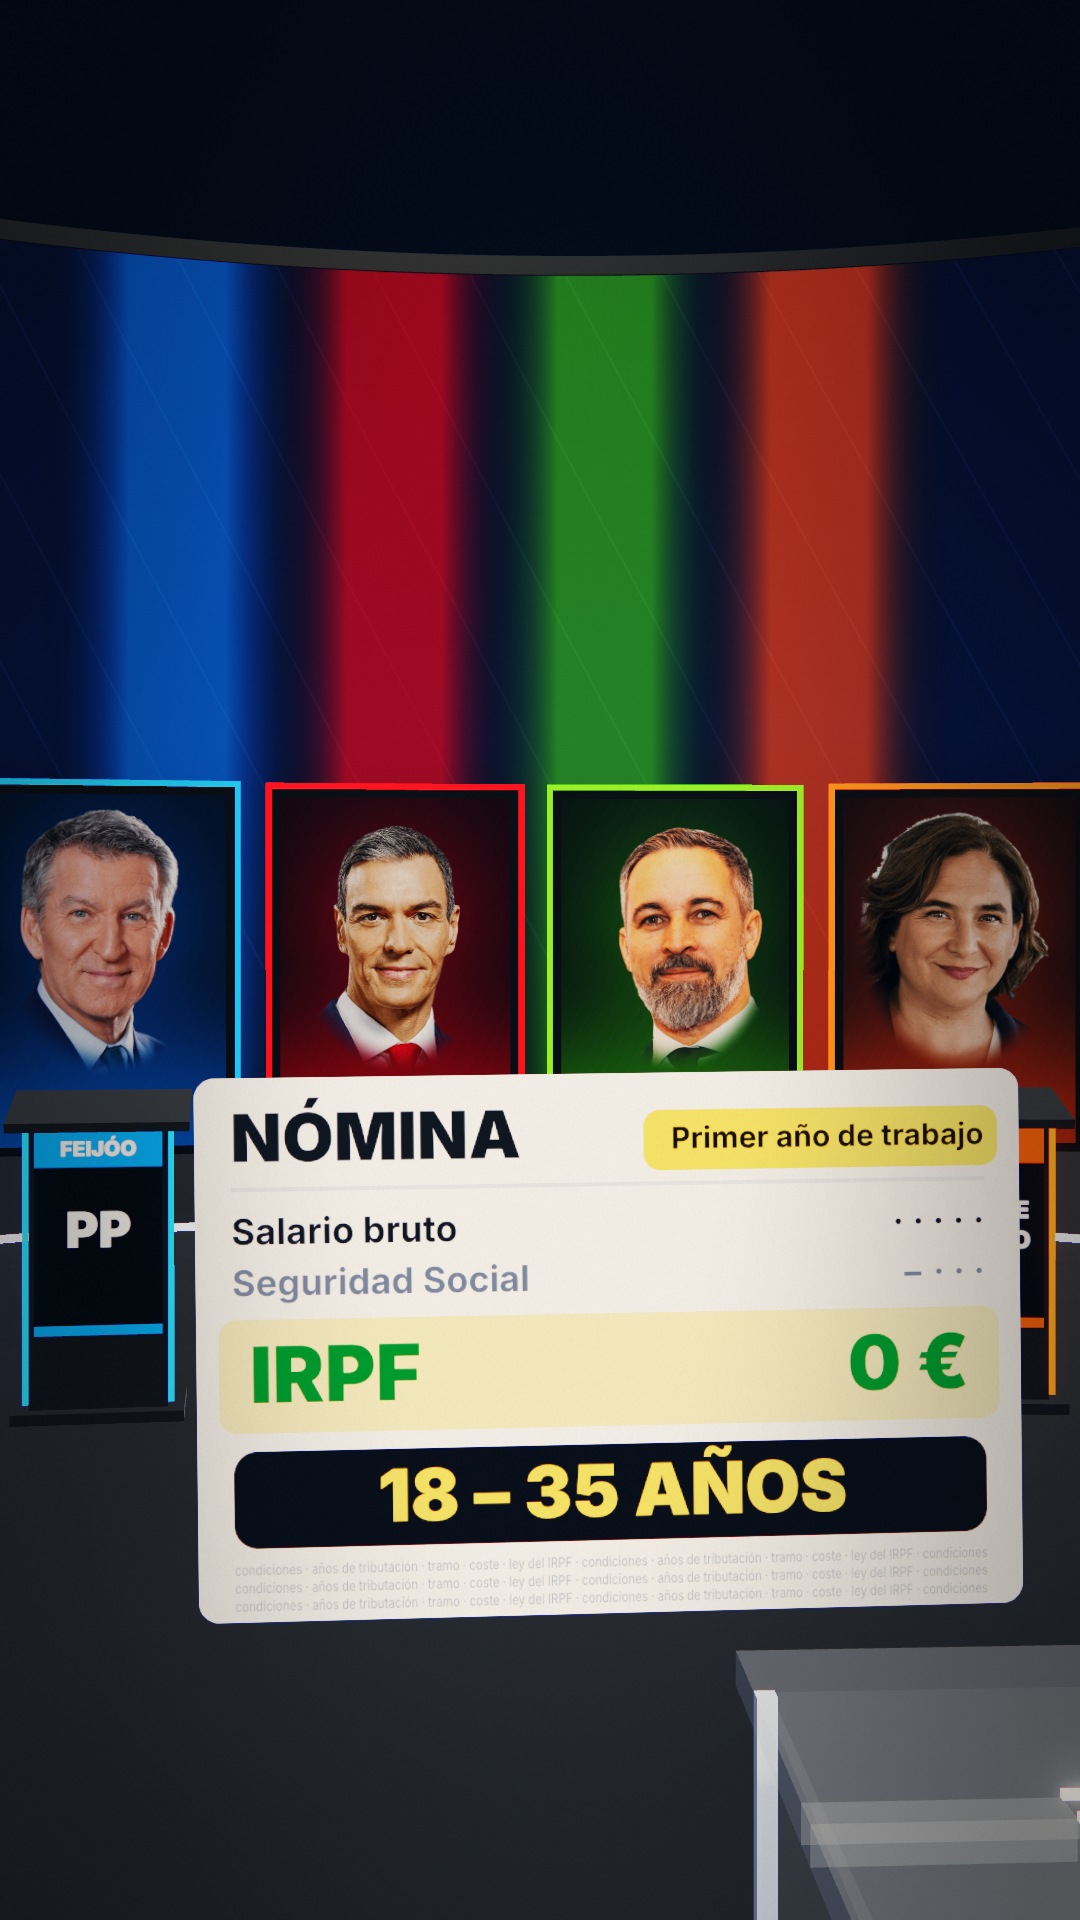 FEIJÓO
PP
E
O
NÓMINA
Primer año de trabajo
Salario bruto
· · · · ·
Seguridad Social
– · · ·
IRPF
0 €
18 – 35 AÑOS
condiciones · años de tributación · tramo · coste · ley del IRPF · condiciones · años de tributación · tramo · coste · ley del IRPF · condiciones
condiciones · años de tributación · tramo · coste · ley del IRPF · condiciones · años de tributación · tramo · coste · ley del IRPF · condiciones
condiciones · años de tributación · tramo · coste · ley del IRPF · condiciones · años de tributación · tramo · coste · ley del IRPF · condiciones